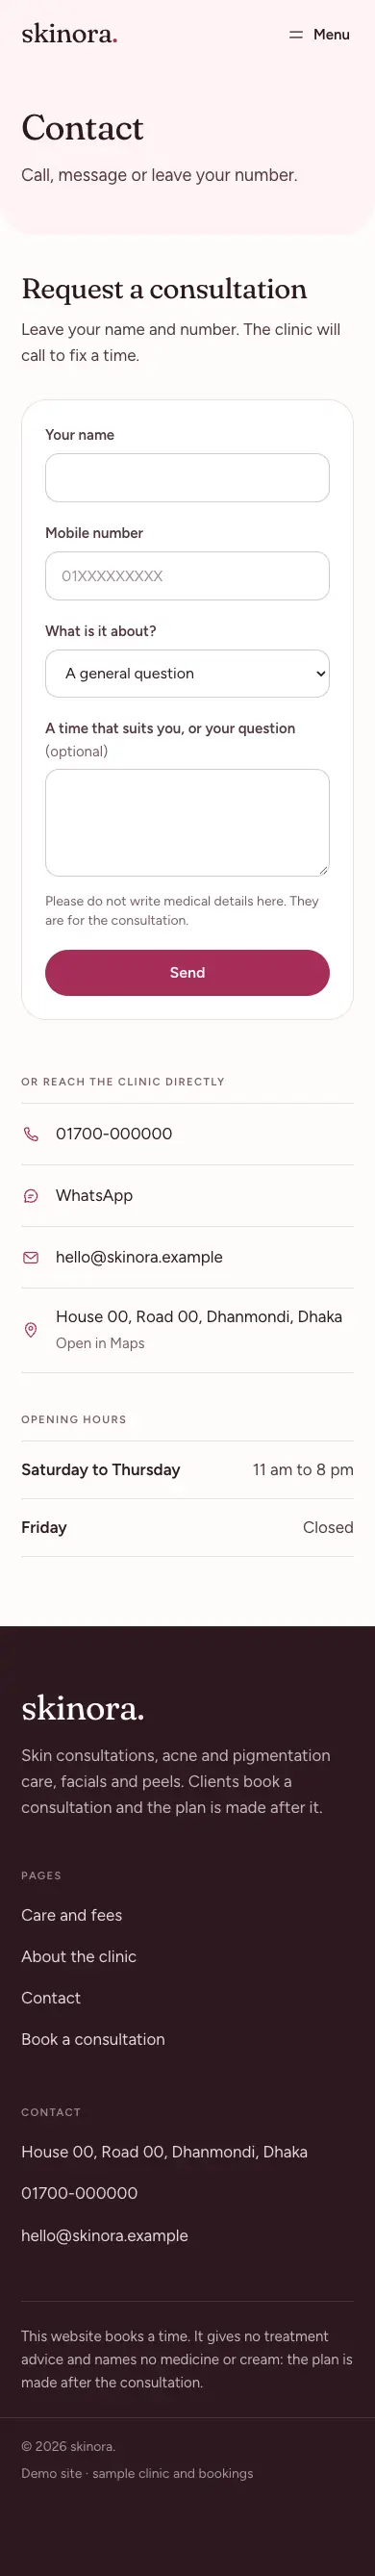 skinora.
Menu
Contact
Call, message or leave your number.
Request a consultation
Leave your name and number. The clinic will
call to fix a time.
Your name
Mobile number
01XXXXXXXXX
What is it about?
A general question
A time that suits you, or your question
(optional)
Please do not write medical details here. They
are for the consultation.
Send
OR REACH THE CLINIC DIRECTLY
01700-000000
WhatsApp
hello@skinora.example
House 00, Road 00, Dhanmondi, Dhaka
Open in Maps
OPENING HOURS
Saturday to Thursday 11 am to 8 pm
Friday Closed
skinora.
Skin consultations, acne and pigmentation
care, facials and peels. Clients book a
consultation and the plan is made after it.
PAGES
Care and fees
About the clinic
Contact
Book a consultation
CONTACT
House 00, Road 00, Dhanmondi, Dhaka
01700-000000
hello@skinora.example
This website books a time. It gives no treatment
advice and names no medicine or cream: the plan is
made after the consultation.
© 2026 skinora.
Demo site · sample clinic and bookings